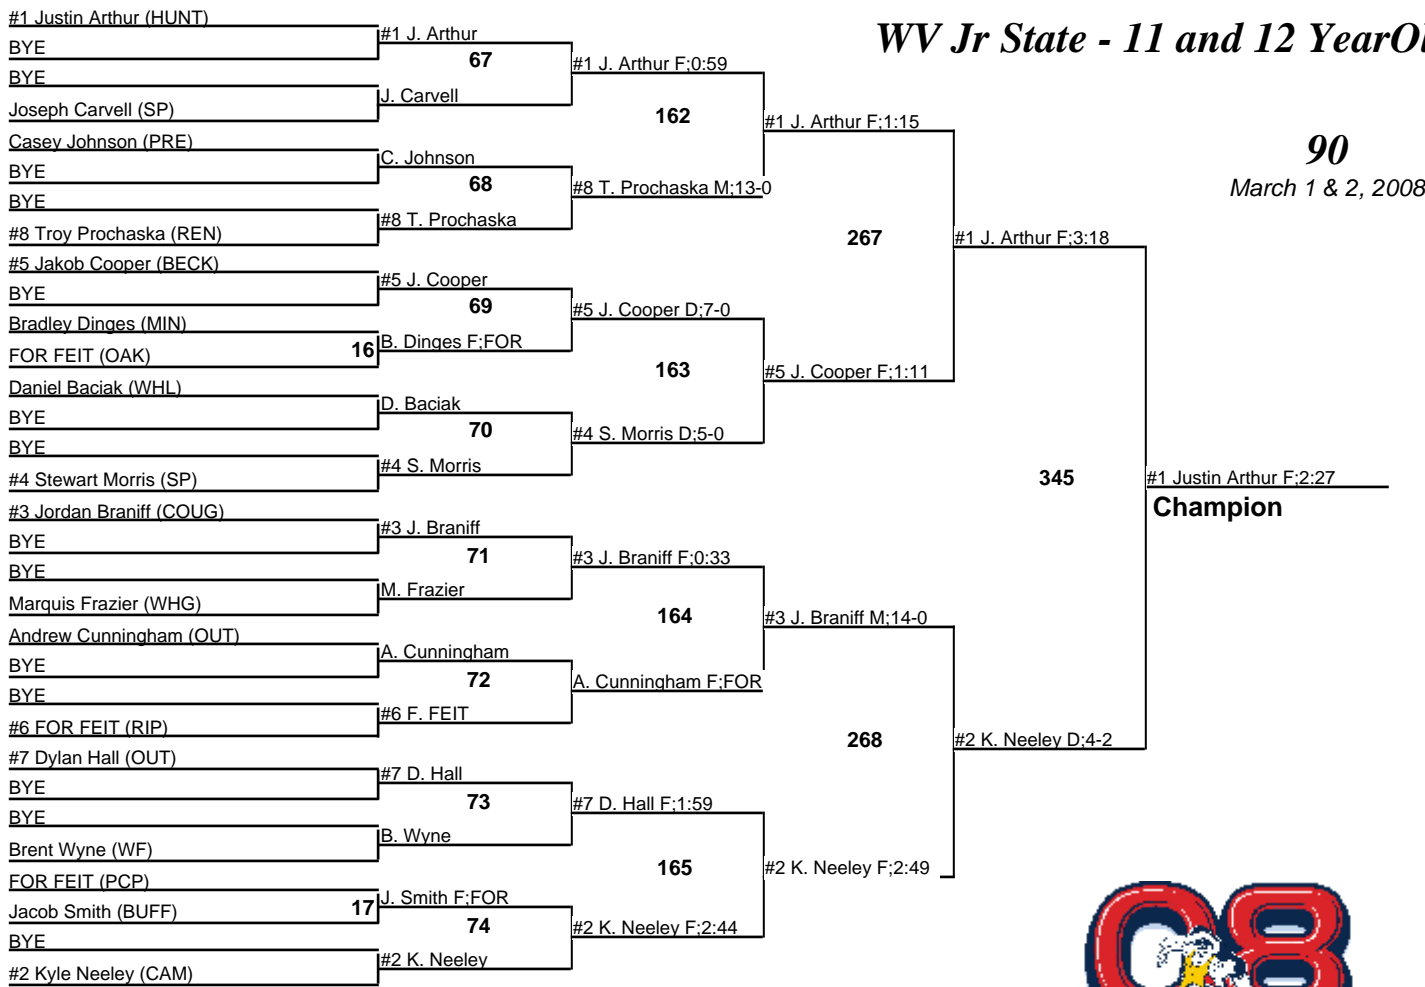 WV Jr State - 11 and 12 YearOl
90
March 1 & 2, 2008
#1 Justin Arthur (HUNT)
BYE
BYE
Joseph Carvell (SP)
Casey Johnson (PRE)
BYE
BYE
#8 Troy Prochaska (REN)
#5 Jakob Cooper (BECK)
BYE
Bradley Dinges (MIN)
FOR FEIT (OAK)
16
Daniel Baciak (WHL)
BYE
BYE
#4 Stewart Morris (SP)
#3 Jordan Braniff (COUG)
BYE
BYE
Marquis Frazier (WHG)
Andrew Cunningham (OUT)
BYE
BYE
#6 FOR FEIT (RIP)
#7 Dylan Hall (OUT)
BYE
BYE
Brent Wyne (WF)
FOR FEIT (PCP)
Jacob Smith (BUFF)
17
BYE
#2 Kyle Neeley (CAM)
#1 J. Arthur
67
J. Carvell
C. Johnson
68
#8 T. Prochaska
#5 J. Cooper
69
B. Dinges F;FOR
D. Baciak
70
#4 S. Morris
#3 J. Braniff
71
M. Frazier
A. Cunningham
72
#6 F. FEIT
#7 D. Hall
73
B. Wyne
J. Smith F;FOR
74
#2 K. Neeley
#1 J. Arthur F;0:59
162
#8 T. Prochaska M;13-0
#5 J. Cooper D;7-0
163
#4 S. Morris D;5-0
#3 J. Braniff F;0:33
164
A. Cunningham F;FOR
#7 D. Hall F;1:59
165
#2 K. Neeley F;2:44
#1 J. Arthur F;1:15
267
#5 J. Cooper F;1:11
#3 J. Braniff M;14-0
268
#2 K. Neeley F;2:49
#1 J. Arthur F;3:18
345
#2 K. Neeley D;4-2
#1 Justin Arthur F;2:27
Champion
08